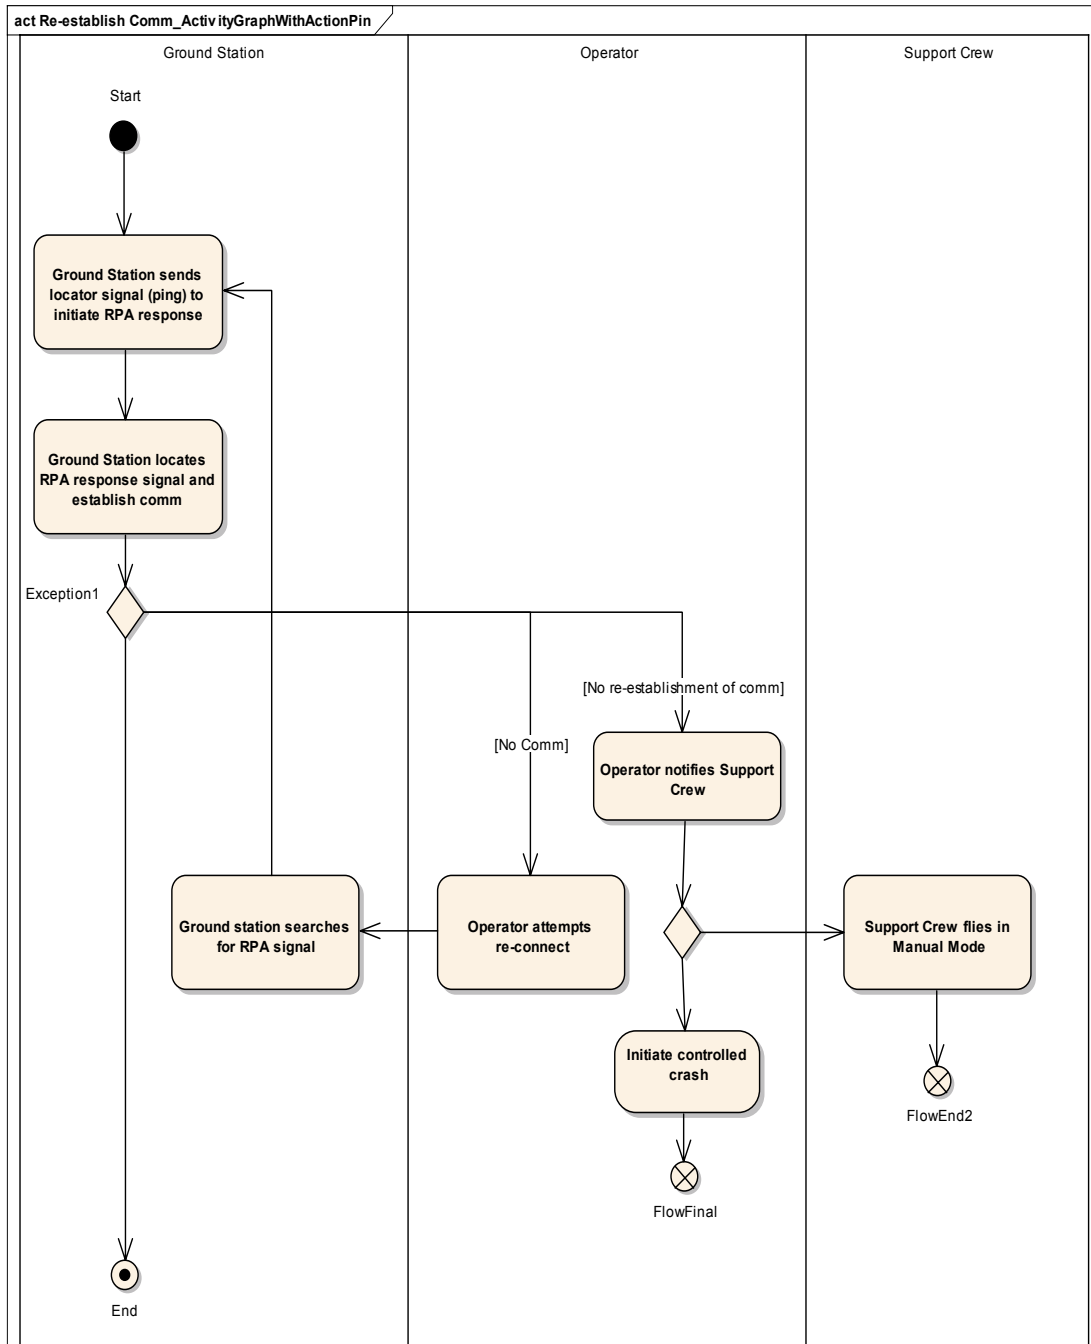 act Re-establish Comm_ActivityGraphWithActionPin
Ground Station
Operator
Support Crew
Start
Ground Station sends
locator signal (ping) to
initiate RPA response
Ground Station locates
RPA response signal and
establish comm
Exception1
[No re-establishment of comm]
[No Comm]
Operator notifies Support
Crew
Ground station searches
for RPA signal
Operator attempts
re-connect
Support Crew flies in
Manual Mode
Initiate controlled
crash
FlowEnd2
FlowFinal
End